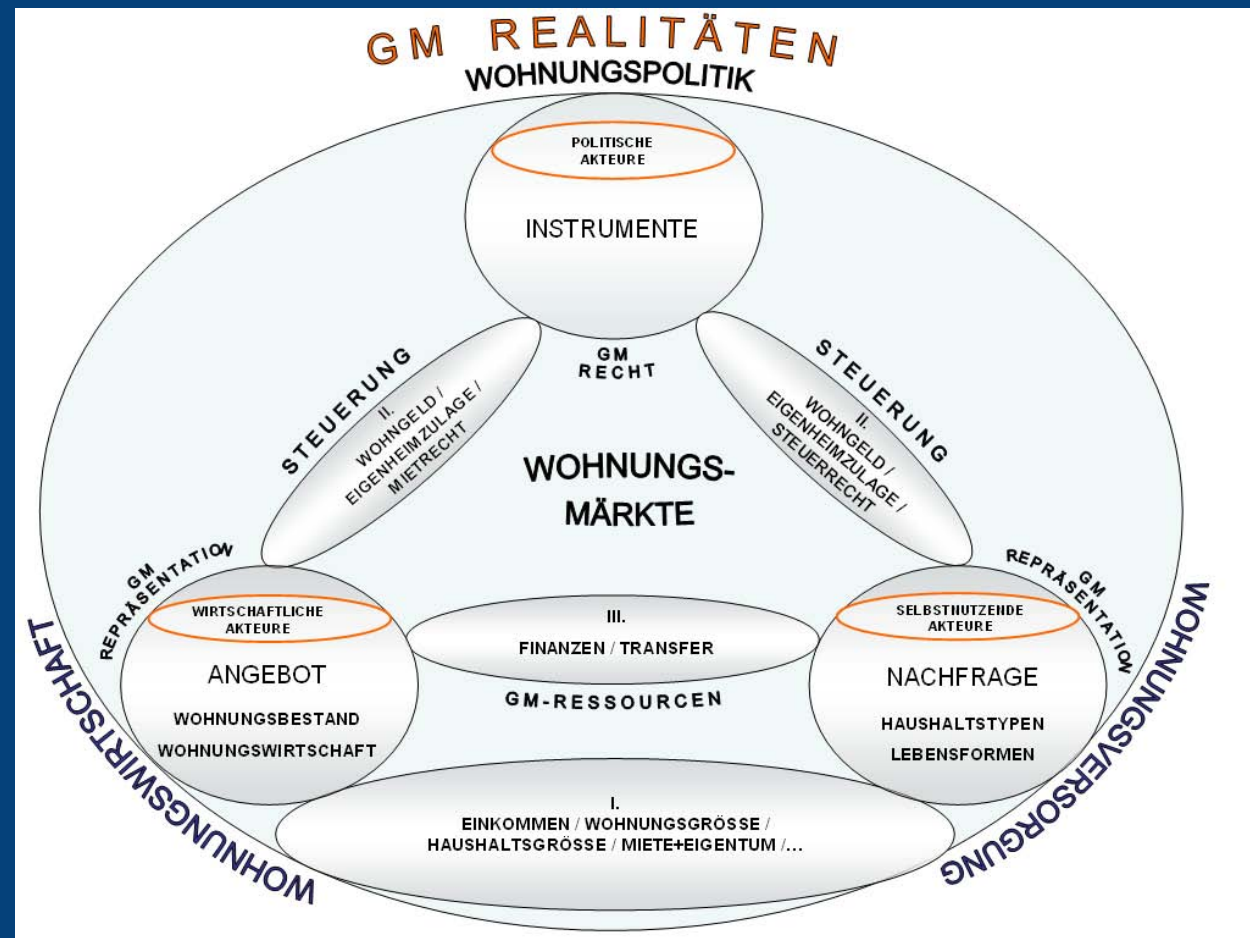 GM REALITÄTEN
WOHNUNGSPOLITIK
POLITISCHE
AKTEURE
INSTRUMENTE
GM
RECHT
STEUERUNG
II.
WOHNGELD /
EIGENHEIMZULAGE /
MIETRECHT
STEUERUNG
II.
WOHNGELD /
EIGENHEIMZULAGE /
STEUERRECHT
WOHNUNGS-
MÄRKTE
GM
REPRÄSENTATION
WIRTSCHAFTLICHE
AKTEURE
ANGEBOT
WOHNUNGSBESTAND
WOHNUNGSWIRTSCHAFT
III.
FINANZEN / TRANSFER
GM-RESSOURCEN
GM
REPRÄSENTATION
SELBSTNUTZENDE
AKTEURE
NACHFRAGE
HAUSHALTSTYPEN
LEBENSFORMEN
I.
EINKOMMEN / WOHNUNGSGRÖSSE /
HAUSHALTSGRÖSSE / MIETE+EIGENTUM /...
WOHNUNGSWIRTSCHAFT
WOHNUNGSVERSORGUNG